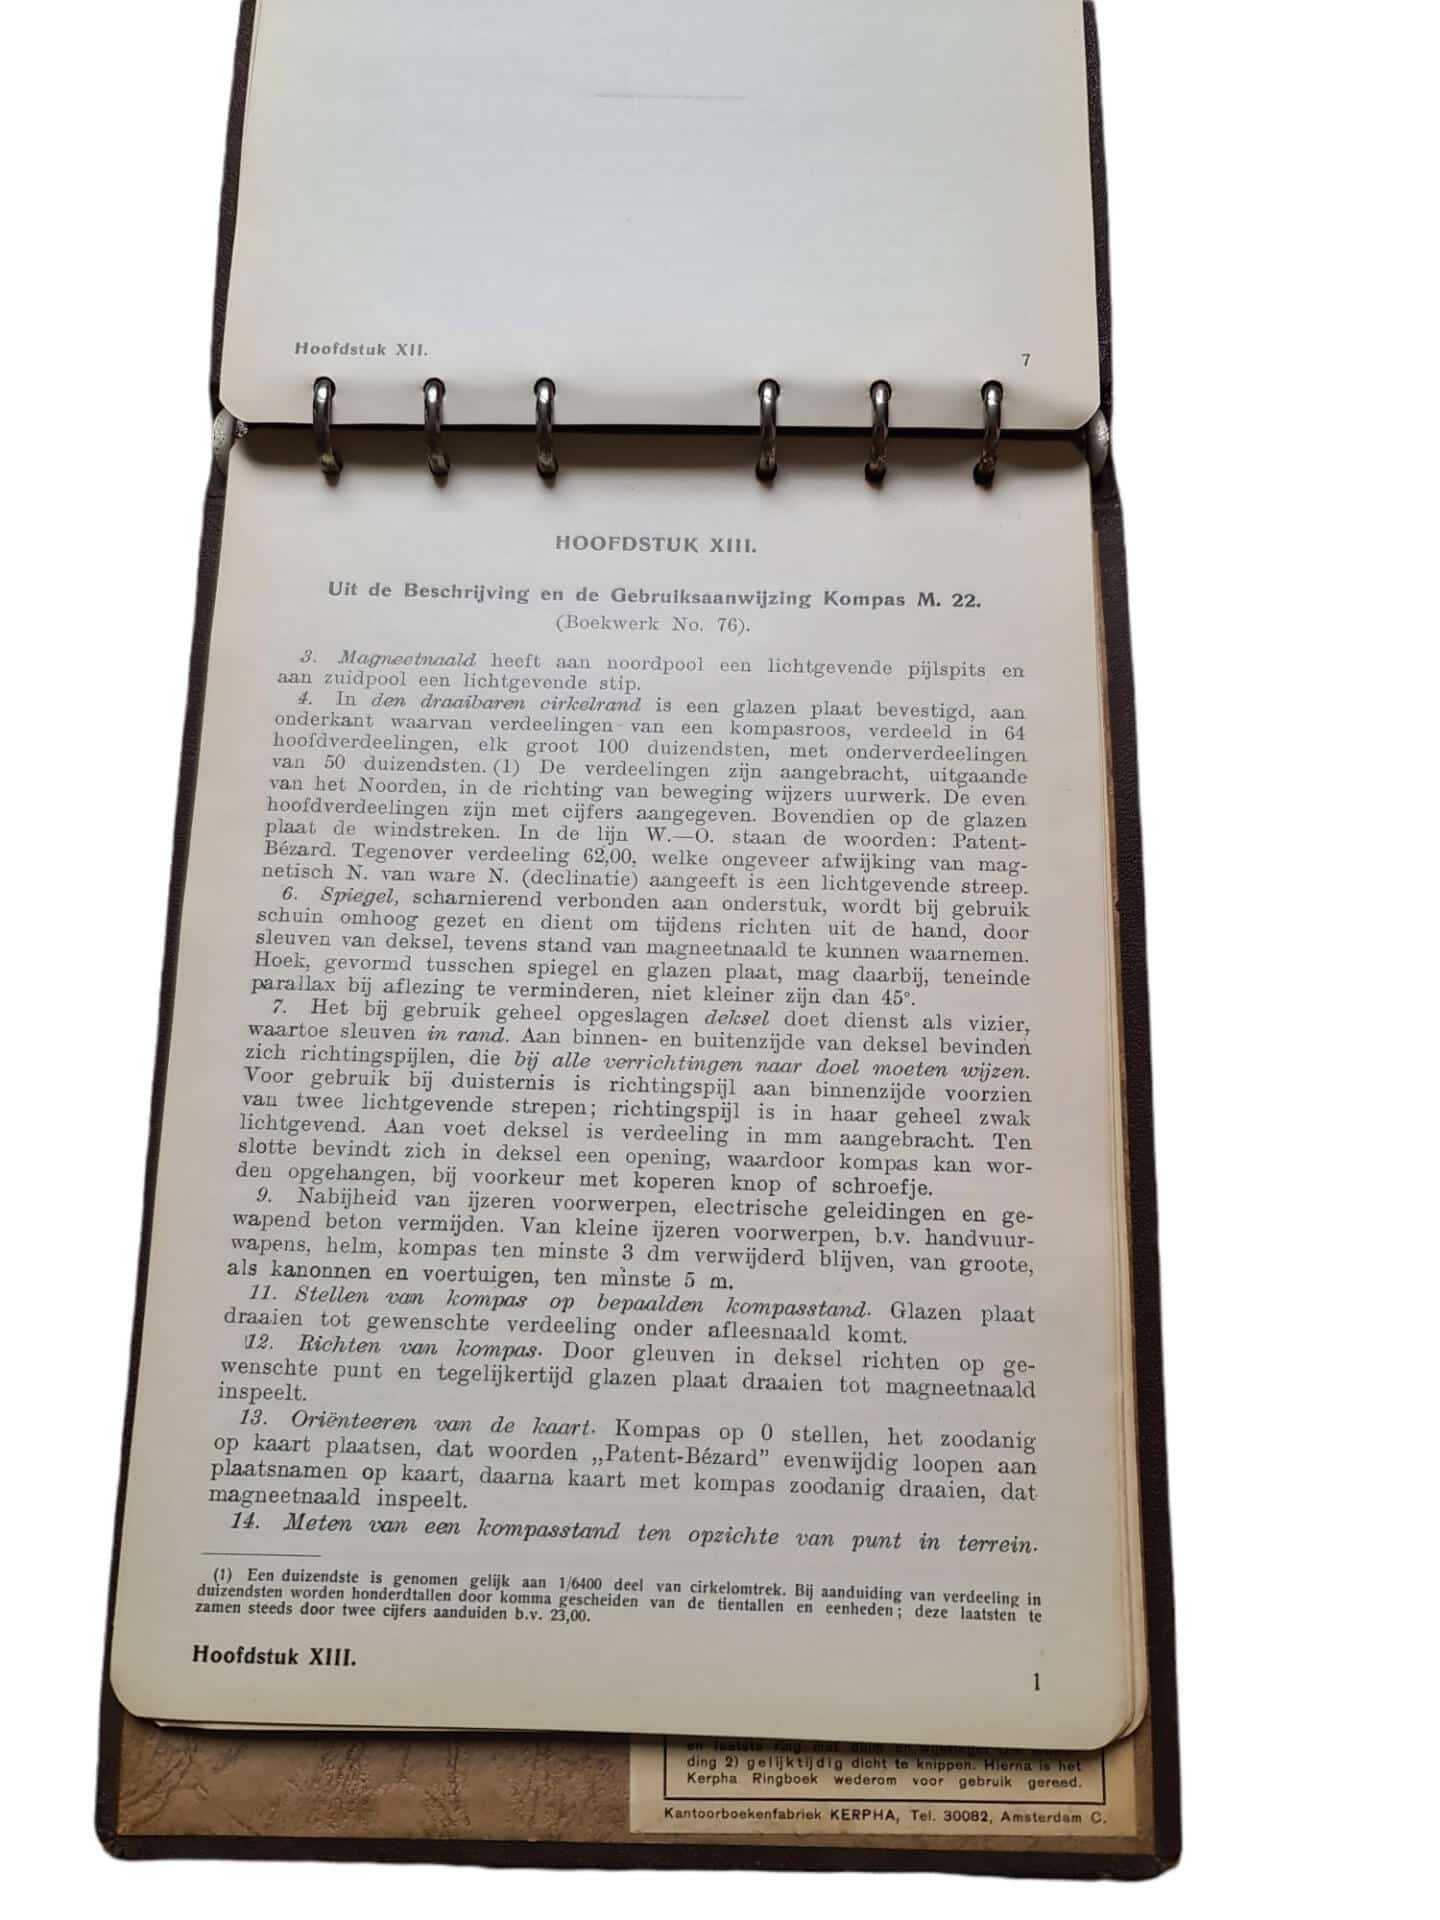 Hoofdstuk XII.
7
HOOFDSTUK XIII.
Uit de Beschrijving en de Gebruiksaanwijzing Kompas M. 22.
(Boekwerk No. 76).
3. Magneetnaald heeft aan noordpool een lichtgevende pijlspits en
aan zuidpool een lichtgevende stip.
4. In den draaibaren cirkelrand is een glazen plaat bevestigd, aan
onderkant waarvan verdeelingen van een kompasroos, verdeeld in 64
hoofdverdeelingen, elk groot 100 duizendsten, met onderverdeelingen
van 50 duizendsten. (1) De verdeelingen zijn aangebracht, uitgaande
van het Noorden, in de richting van beweging wijzers uurwerk. De even
hoofdverdeelingen zijn met cijfers aangegeven. Bovendien op de glazen
plaat de windstreken. In de lijn W.—O. staan de woorden: Patent-
Bézard. Tegenover verdeeling 62,00, welke ongeveer afwijking van mag-
netisch N. van ware N. (declinatie) aangeeft is een lichtgevende streep.
6. Spiegel, scharnierend verbonden aan onderstuk, wordt bij gebruik
schuin omhoog gezet en dient om tijdens richten uit de hand, door
sleuven van deksel, tevens stand van magneetnaald te kunnen waarnemen.
Hoek, gevormd tusschen spiegel en glazen plaat, mag daarbij, teneinde
parallax bij aflezing te verminderen, niet kleiner zijn dan 45°.
7. Het bij gebruik geheel opgeslagen deksel doet dienst als vizier,
waartoe sleuven in rand. Aan binnen- en buitenzijde van deksel bevinden
zich richtingspijlen, die bij alle verrichtingen naar doel moeten wijzen.
Voor gebruik bij duisternis is richtingspijl aan binnenzijde voorzien
van twee lichtgevende strepen; richtingspijl is in haar geheel zwak
lichtgevend. Aan voet deksel is verdeeling in mm aangebracht. Ten
slotte bevindt zich in deksel een opening, waardoor kompas kan wor-
den opgehangen, bij voorkeur met koperen knop of schroefje.
9. Nabijheid van ijzeren voorwerpen, electrische geleidingen en ge-
wapend beton vermijden. Van kleine ijzeren voorwerpen, b.v. handvuur-
wapens, helm, kompas ten minste 3 dm verwijderd blijven, van groote,
als kanonnen en voertuigen, ten minste 5 m.
11. Stellen van kompas op bepaalden kompasstand. Glazen plaat
draaien tot gewenschte verdeeling onder afleesnaald komt.
12. Richten van kompas. Door gleuven in deksel richten op ge-
wenschte punt en tegelijkertijd glazen plaat draaien tot magneetnaald
inspeelt.
13. Oriënteeren van de kaart. Kompas op 0 stellen, het zoodanig
op kaart plaatsen, dat woorden „Patent-Bézard” evenwijdig loopen aan
plaatsnamen op kaart, daarna kaart met kompas zoodanig draaien, dat
magneetnaald inspeelt.
14. Meten van een kompasstand ten opzichte van punt in terrein.
(1) Een duizendste is genomen gelijk aan 1/6400 deel van cirkelomtrek. Bij aanduiding van verdeeling in
duizendsten worden honderdtallen door komma gescheiden van de tientallen en eenheden; deze laatsten te
zamen steeds door twee cijfers aanduiden b.v. 23,00.
Hoofdstuk XIII.
1
en laatste ring met duim en wijsvinger
ding 2) gelijktijdig dicht te knippen. Hierna is het
Kerpha Ringboek wederom voor gebruik gereed.
Kantoorboekenfabriek KERPHA, Tel. 30082, Amsterdam C.